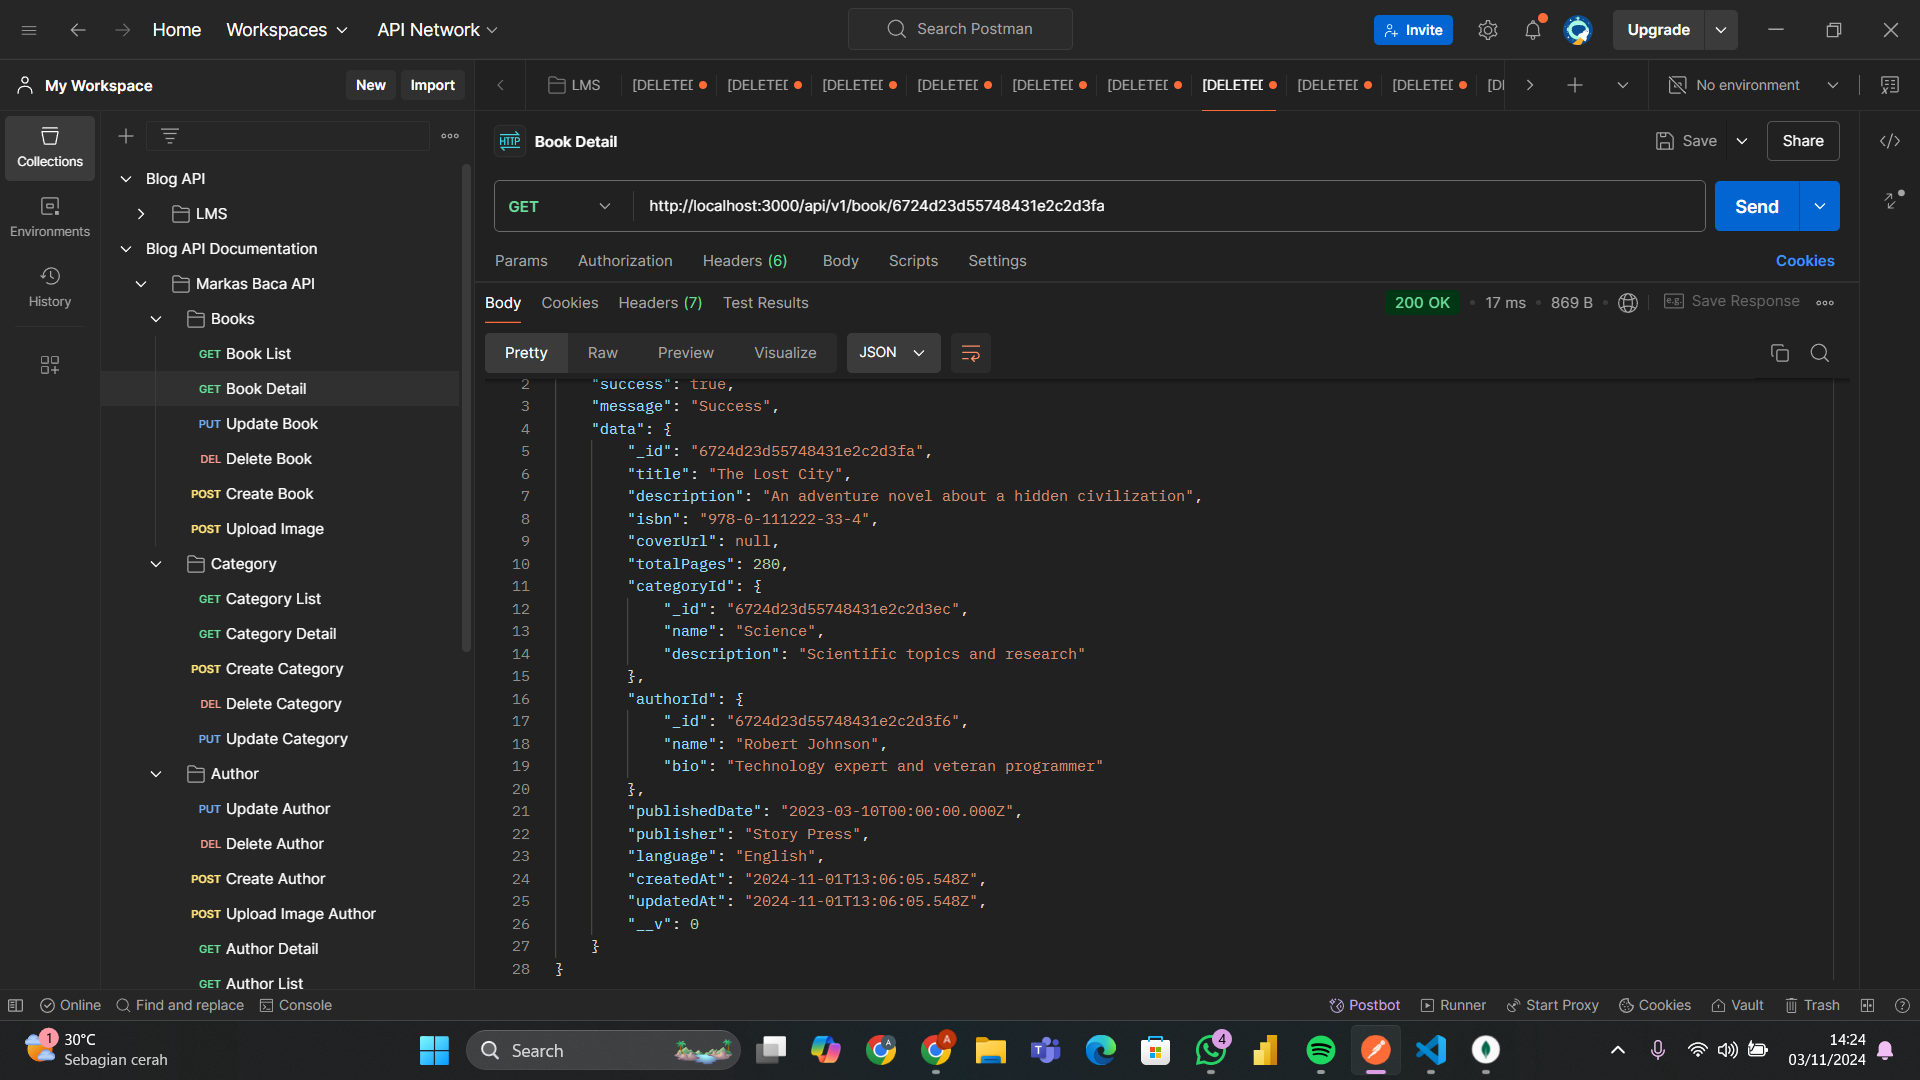 Home Workspaces API Network Search Postman Invite Upgrade
My Workspace New Import LMS [DELETED [DELETED [DELETED [DELETED [DELETED [DELETED [DELETED [DELETED [DELETED [DE No environment
Collections
Environments
History
Blog API
LMS
Blog API Documentation
Markas Baca API
Books
GET Book List
GET Book Detail
PUT Update Book
DEL Delete Book
POST Create Book
POST Upload Image
Category
GET Category List
GET Category Detail
POST Create Category
DEL Delete Category
PUT Update Category
Author
PUT Update Author
DEL Delete Author
POST Create Author
POST Upload Image Author
GET Author Detail
GET Author List
HTTP Book Detail Save Share
GET http://localhost:3000/api/v1/book/6724d23d55748431e2c2d3fa Send
Params Authorization Headers (6) Body Scripts Settings Cookies
Body Cookies Headers (7) Test Results 200 OK • 17 ms • 869 B • e.g. Save Response
Pretty Raw Preview Visualize JSON
2 "success": true,
3 "message": "Success",
4 "data": {
5 "_id": "6724d23d55748431e2c2d3fa",
6 "title": "The Lost City",
7 "description": "An adventure novel about a hidden civilization",
8 "isbn": "978-0-111222-33-4",
9 "coverUrl": null,
10 "totalPages": 280,
11 "categoryId": {
12 "_id": "6724d23d55748431e2c2d3ec",
13 "name": "Science",
14 "description": "Scientific topics and research"
15 },
16 "authorId": {
17 "_id": "6724d23d55748431e2c2d3f6",
18 "name": "Robert Johnson",
19 "bio": "Technology expert and veteran programmer"
20 },
21 "publishedDate": "2023-03-10T00:00:00.000Z",
22 "publisher": "Story Press",
23 "language": "English",
24 "createdAt": "2024-11-01T13:06:05.548Z",
25 "updatedAt": "2024-11-01T13:06:05.548Z",
26 "__v": 0
27 }
28 }
Online Find and replace Console Postbot Runner Start Proxy Cookies Vault Trash
1 30°C
Sebagian cerah
Search
A A 4
14:24
03/11/2024